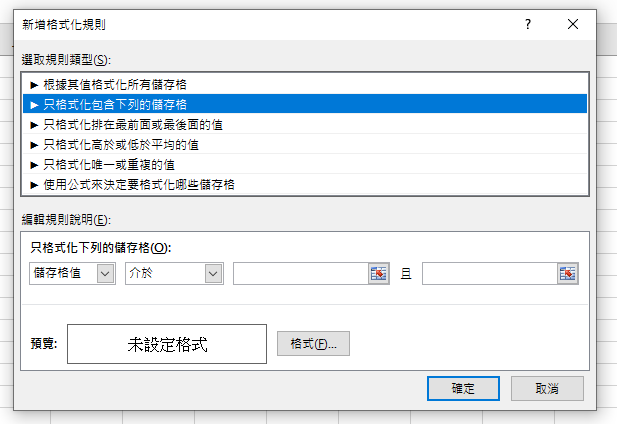 新增格式化規則
選取規則類型(S):
► 根據其值格式化所有儲存格
► 只格式化包含下列的儲存格
► 只格式化排在最前面或最後面的值
► 只格式化高於或低於平均的值
► 只格式化唯一或重複的值
► 使用公式來決定要格式化哪些儲存格
編輯規則說明(E):
只格式化下列的儲存格(O):
儲存格值 介於 且
預覽: 未設定格式 格式(F)...
確定 取消